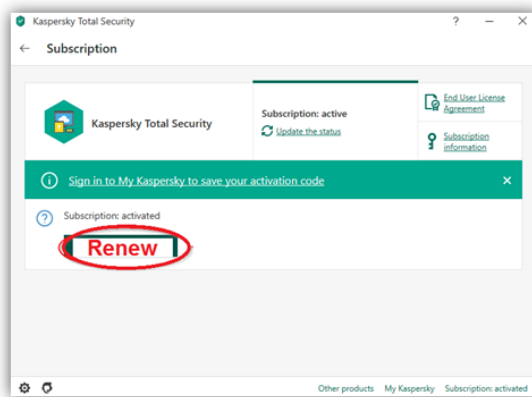 Kaspersky Total Security
?
Subscription
Kaspersky Total Security
Subscription: active
Update the status
End User License
Agreement
Subscription
information
Sign in to My Kaspersky to save your activation code
Subscription: activated
Renew
Other products My Kaspersky Subscription: activated